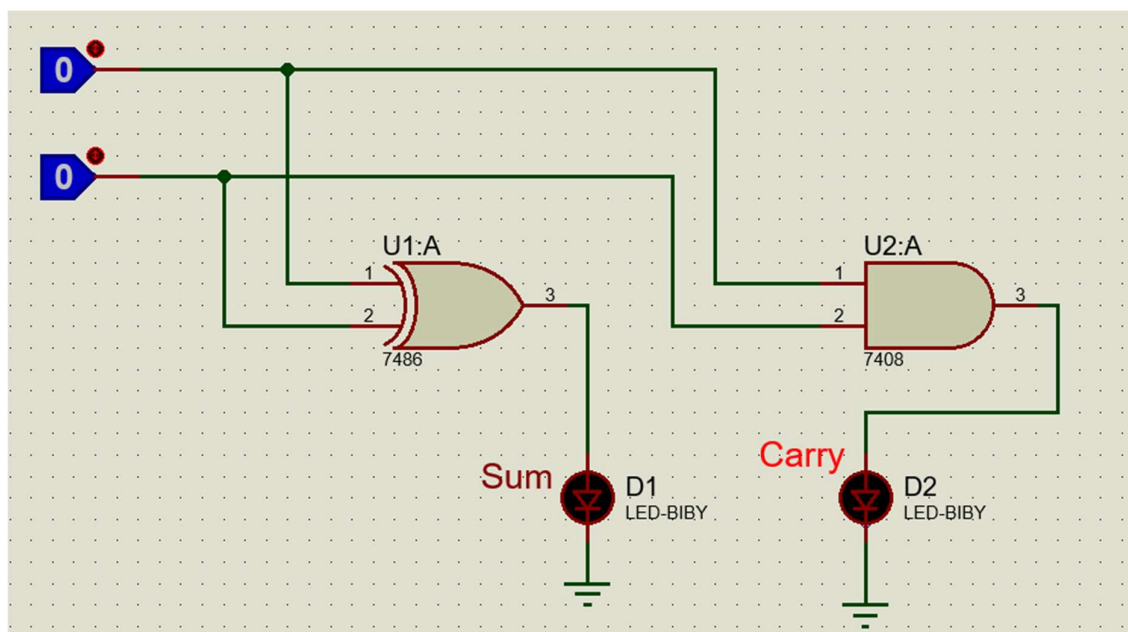 0
0
U1:A
1
2
3
7486
U2:A
1
2
3
7408
Sum
D1
LED-BIBY
Carry
D2
LED-BIBY